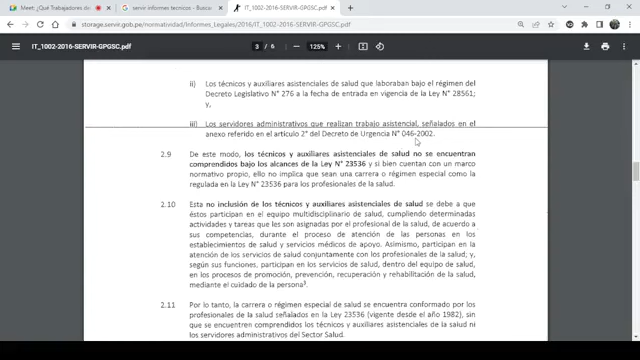 Meet: ¿Qué Trabajadores d
servir informes tecnicos - Buscar
IT_1002-2016-SERVIR-GPGSC.pdf
storage.servir.gob.pe/normatividad/Informes_Legales/2016/IT_1002-2016-SERVIR-GPGSC.pdf
IT_1002-2016-SERVIR-GPGSC.pdf
3 / 6
125%
ii) Los técnicos y auxiliares asistenciales de salud que laboraban bajo el régimen del
Decreto Legislativo N° 276 a la fecha de entrada en vigencia de la Ley N° 28561;
y,
iii) Los servidores administrativos que realizan trabajo asistencial, señalados en el
anexo referido en el artículo 2° del Decreto de Urgencia N° 046-2002.
2.9 De este modo, los técnicos y auxiliares asistenciales de salud no se encuentran
comprendidos bajo los alcances de la Ley N° 23536 y si bien cuentan con un marco
normativo propio, ello no implica que sean una carrera o régimen especial como la
regulada en la Ley N° 23536 para los profesionales de la salud.
2.10 Esta no inclusión de los técnicos y auxiliares asistenciales de salud se debe a que
éstos participan en el equipo multidisciplinario de salud, cumpliendo determinadas
actividades y tareas que les son asignadas por el profesional de la salud, de acuerdo a
sus competencias, durante el proceso de atención de las personas en los
establecimientos de salud y servicios médicos de apoyo. Asimismo, participan en la
atención de los servicios de salud conjuntamente con los profesionales de la salud; y,
según sus funciones, participan en los servicios de salud, dentro del equipo de salud,
en los procesos de promoción, prevención, recuperación y rehabilitación de la salud,
mediante el cuidado de la persona³.
2.11 Por lo tanto, la carrera o régimen especial de salud se encuentra conformado por los
profesionales de la salud señalados en la Ley 23536 (vigente desde el año 1982), sin
que se encuentren comprendidos los técnicos y auxiliares asistenciales de la salud ni
los servidores administrativos del Sector Salud.